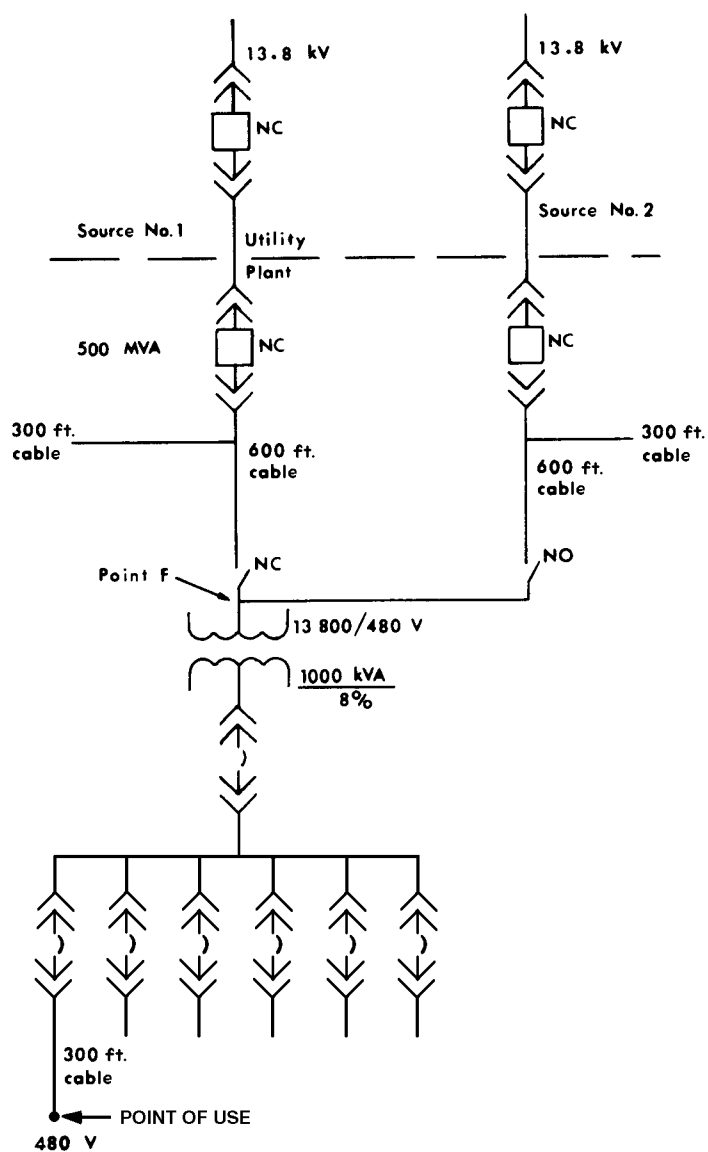 13.8 kV
13.8 kV
NC
NC
Source No.1
Utility
Source No.2
Plant
500 MVA
NC
NC
300 ft.
cable
600 ft.
cable
300 ft.
cable
600 ft.
cable
NC
NO
Point F
13 800/480 V
1000 kVA
8%
300 ft.
cable
POINT OF USE
480 V